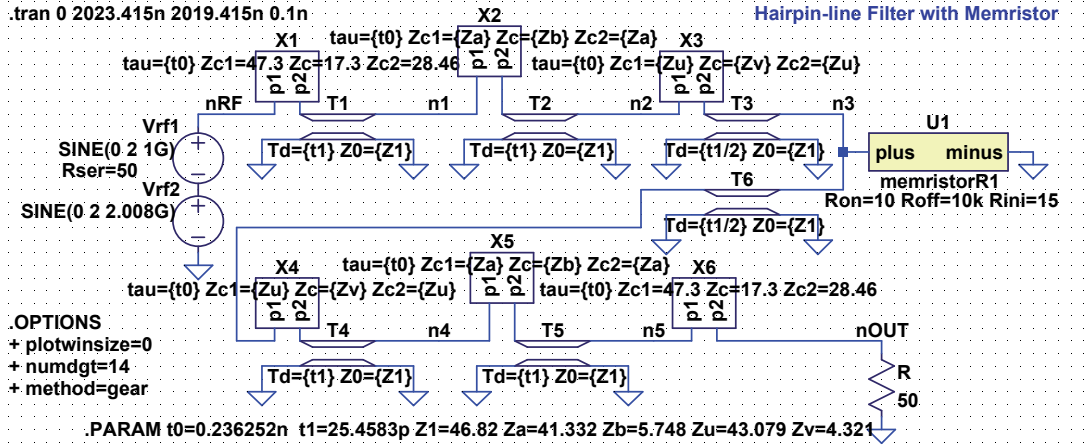 .tran 0 2023.415n 2019.415n 0.1n
Hairpin-line Filter with Memristor
X2
tau={t0} Zc1={Za} Zc={Zb} Zc2={Za}
X1
X3
tau={t0} Zc1=47.3 Zc=17.3 Zc2=28.46
tau={t0} Zc1={Zu} Zc={Zv} Zc2={Zu}
p1 p2
p1 p2
p1 p2
nRF
T1
n1
T2
n2
T3
n3
Vrf1
SINE(0 2 1G)
Rser=50
Td={t1} Z0={Z1}
Td={t1} Z0={Z1}
Td={t1/2} Z0={Z1}
U1
plus minus
memristorR1
Ron=10 Roff=10k Rini=15
Vrf2
SINE(0 2 2.008G)
T6
Td={t1/2} Z0={Z1}
X5
tau={t0} Zc1={Za} Zc={Zb} Zc2={Za}
X4
X6
tau={t0} Zc1={Zu} Zc={Zv} Zc2={Zu}
tau={t0} Zc1=47.3 Zc=17.3 Zc2=28.46
p1 p2
p1 p2
p1 p2
T4
n4
T5
n5
nOUT
.OPTIONS
+ plotwinsize=0
+ numdgt=14
+ method=gear
Td={t1} Z0={Z1}
Td={t1} Z0={Z1}
R
50
.PARAM t0=0.236252n t1=25.4583p Z1=46.82 Za=41.332 Zb=5.748 Zu=43.079 Zv=4.321